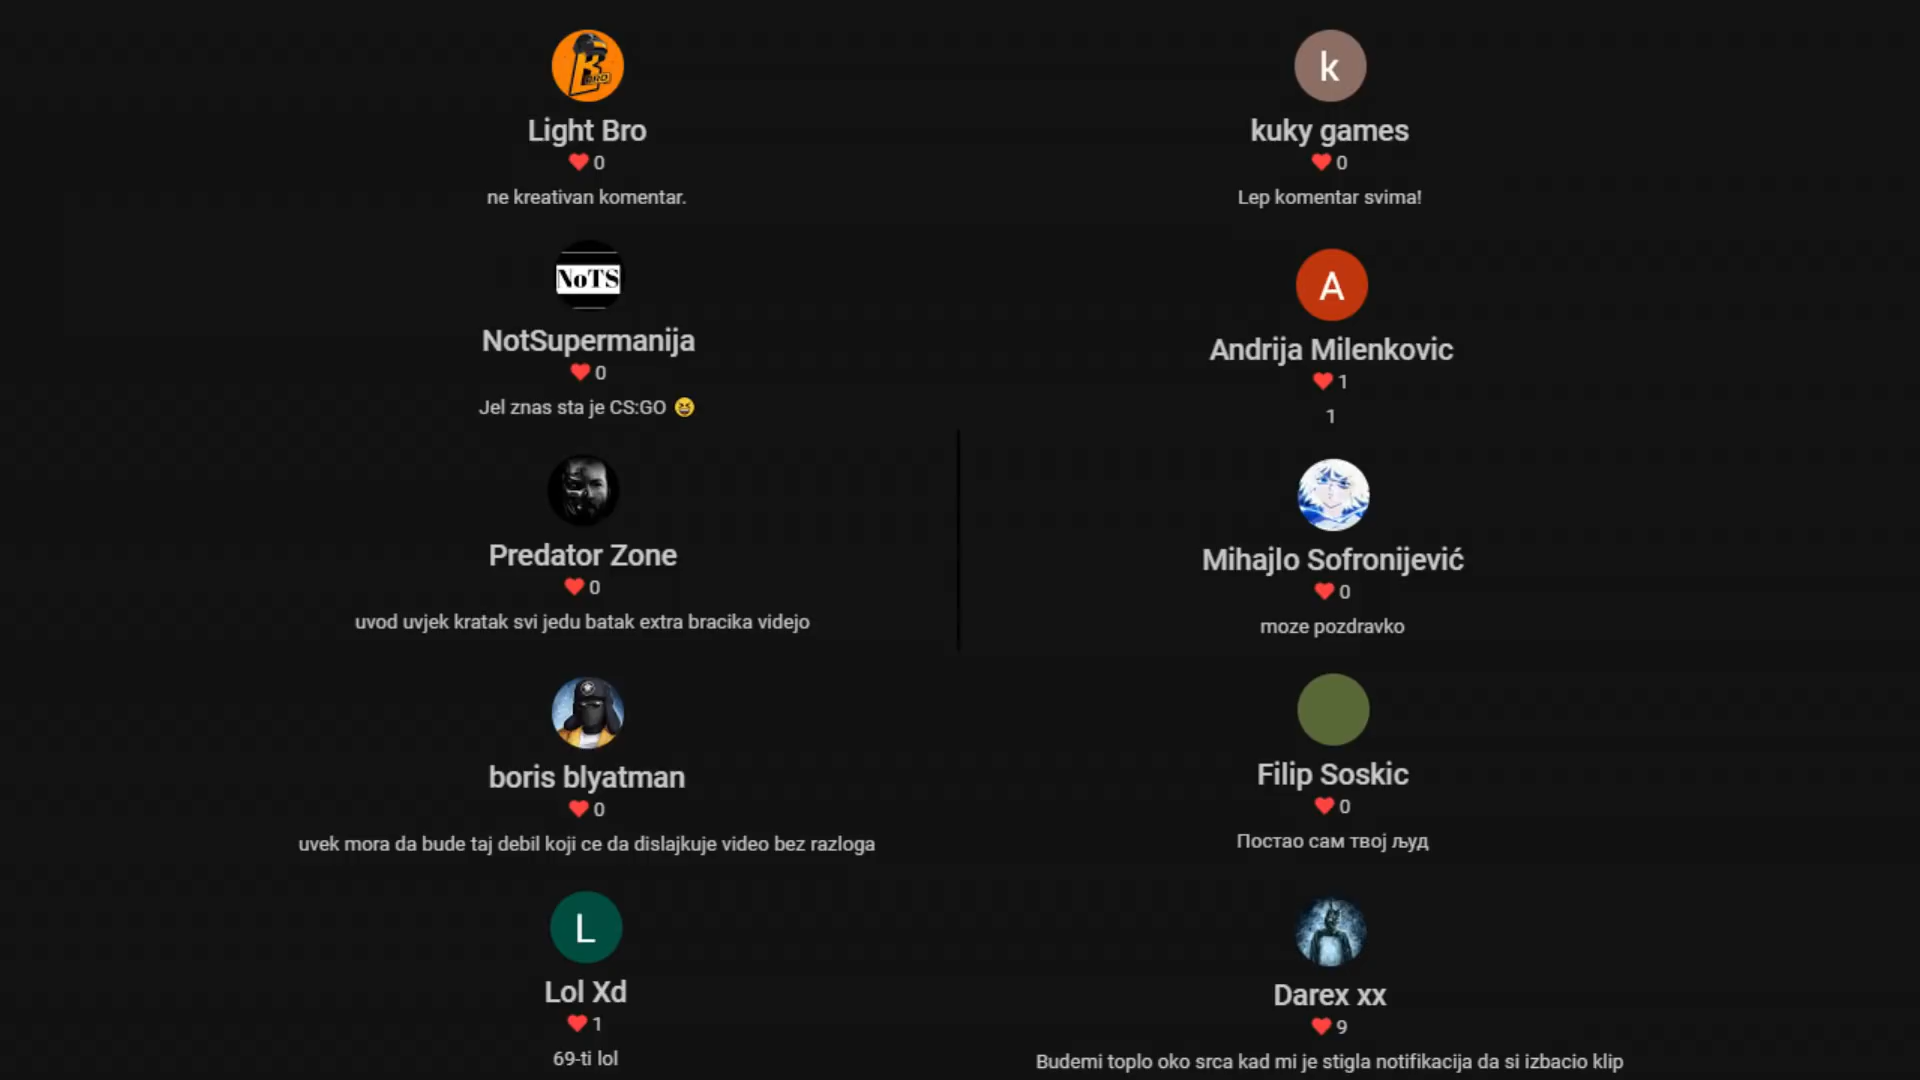 Light Bro
❤️ 0
ne kreativan komentar.
NoTS
NotSupermanija
❤️ 0
Jel znas sta je CS:GO 😆
Predator Zone
❤️ 0
uvod uvjek kratak svi jedu batak extra bracika videjo
boris blyatman
❤️ 0
uvek mora da bude taj debil koji ce da dislajkuje video bez razloga
L
Lol Xd
❤️ 1
69-ti lol
k
kuky games
❤️ 0
Lep komentar svima!
A
Andrija Milenkovic
❤️ 1
1
Mihajlo Sofronijević
❤️ 0
moze pozdravko
Filip Soskic
❤️ 0
Постао сам твој људ
Darex xx
❤️ 9
Budemi toplo oko srca kad mi je stigla notifikacija da si izbacio klip